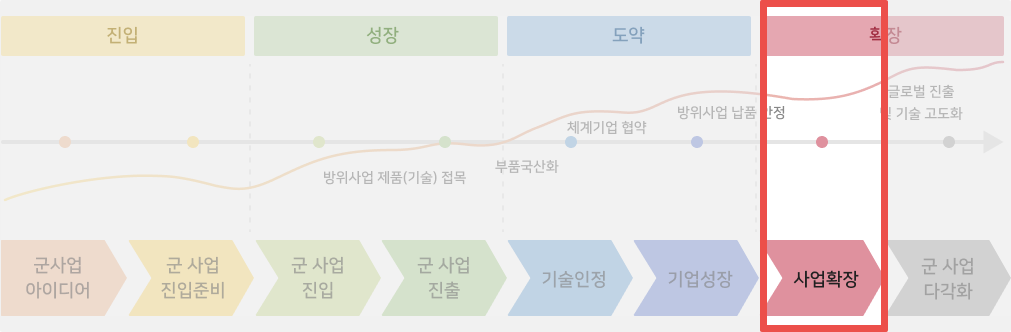 진입
성장
도약
확장
글로벌 진출
및 기술 고도화
방위사업 납품 한정
체계기업 협약
부품국산화
방위사업 제품(기술) 접목
군사업
아이디어
군 사업
진입준비
군 사업
진입
군 사업
진출
기술인정
기업성장
사업확장
군 사업
다각화